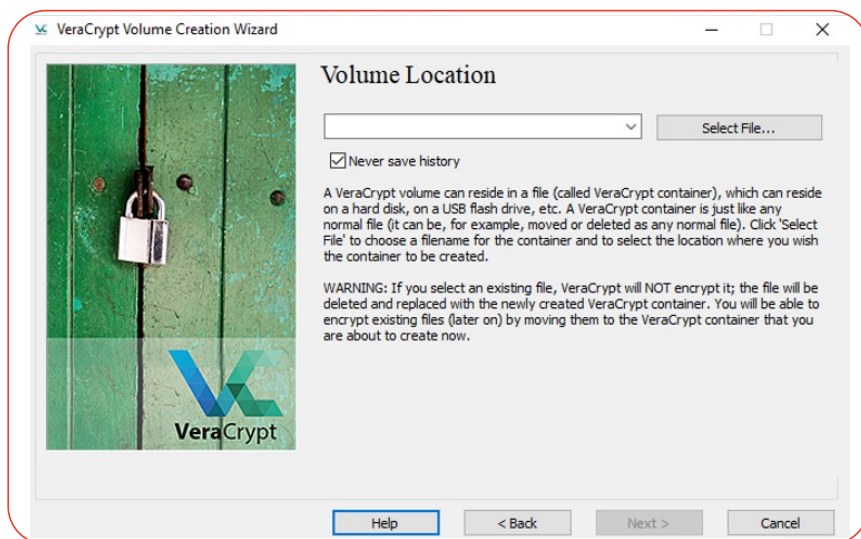 VeraCrypt Volume Creation Wizard
Volume Location
Select File...
Never save history
A VeraCrypt volume can reside in a file (called VeraCrypt container), which can reside
on a hard disk, on a USB flash drive, etc. A VeraCrypt container is just like any
normal file (it can be, for example, moved or deleted as any normal file). Click 'Select
File' to choose a filename for the container and to select the location where you wish
the container to be created.
WARNING: If you select an existing file, VeraCrypt will NOT encrypt it; the file will be
deleted and replaced with the newly created VeraCrypt container. You will be able to
encrypt existing files (later on) by moving them to the VeraCrypt container that you
are about to create now.
VeraCrypt
Help
< Back
Next >
Cancel